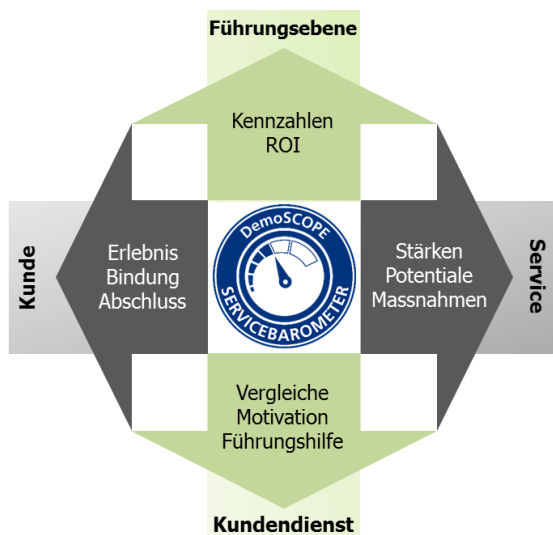 Führungsebene
Kennzahlen
ROI
Kunde
Erlebnis
Bindung
Abschluss
DemoSCOPE
SERVICEBAROMETER
Stärken
Potentiale
Massnahmen
Service
Vergleiche
Motivation
Führungshilfe
Kundendienst